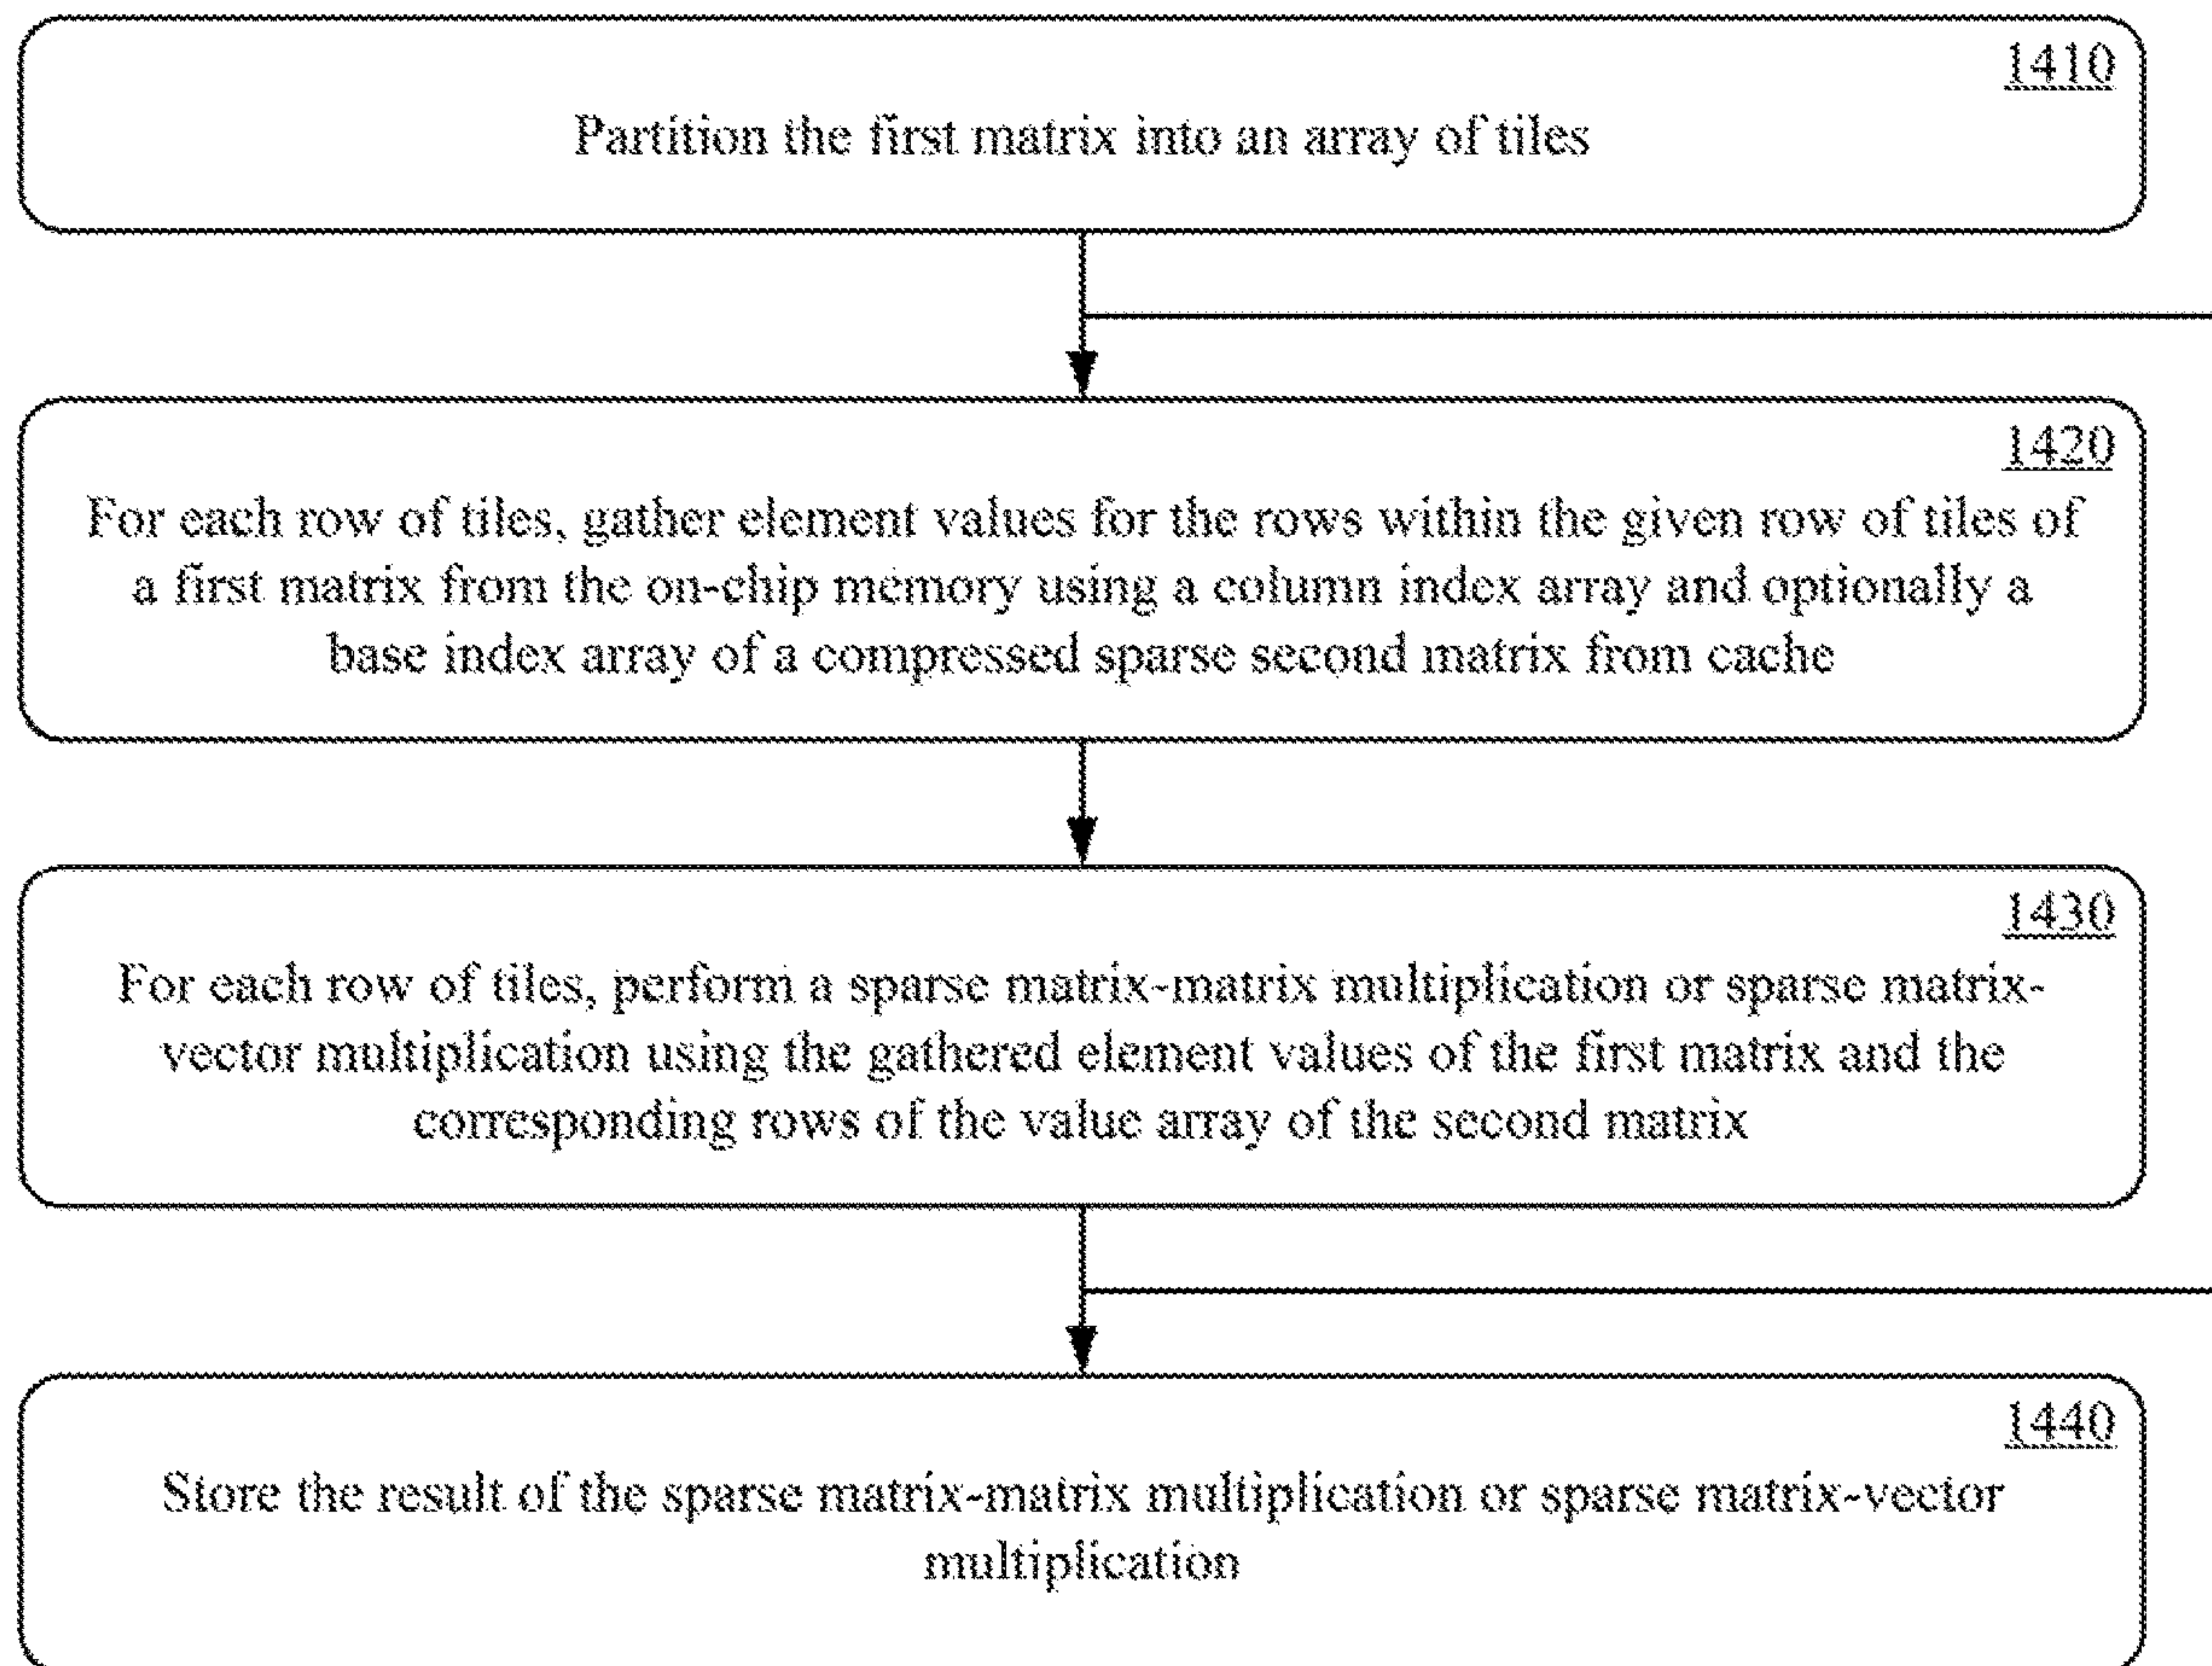 1410
Partition the first matrix into an array of tiles
1420
For each row of tiles, gather element values for the rows within the given row of tiles of
a first matrix from the on-chip memory using a column index array and optionally a
base index array of a compressed sparse second matrix from cache
1430
For each row of tiles, perform a sparse matrix-matrix multiplication or sparse matrix-
vector multiplication using the gathered element values of the first matrix and the
corresponding rows of the value array of the second matrix
1440
Store the result of the sparse matrix-matrix multiplication or sparse matrix-vector
multiplication